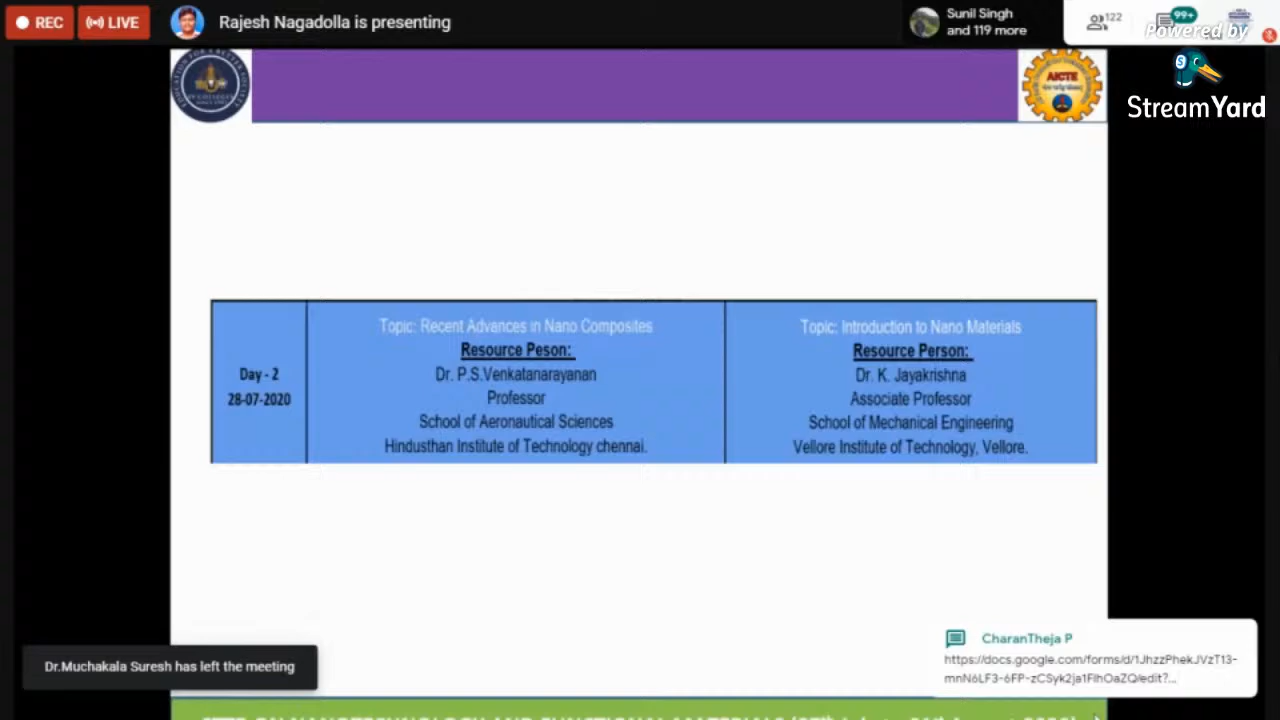 REC
LIVE
Rajesh Nagadolla is presenting
Sunil Singh
and 119 more
122
99+
Powered by
StreamYard
AICTE
Day - 2
28-07-2020
Topic: Recent Advances in Nano Composites
Resource Peson:
Dr. P.S.Venkatanarayanan
Professor
School of Aeronautical Sciences
Hindusthan Institute of Technology chennai.
Topic: Introduction to Nano Materials
Resource Person:
Dr. K. Jayakrishna
Associate Professor
School of Mechanical Engineering
Vellore Institute of Technology, Vellore.
Dr.Muchakala Suresh has left the meeting
CharanTheja P
https://docs.google.com/forms/d/1JhzzPhekJVzT13-
mnN6LF3-6FP-zCSyk2ja1FlhOaZQ/edit?...